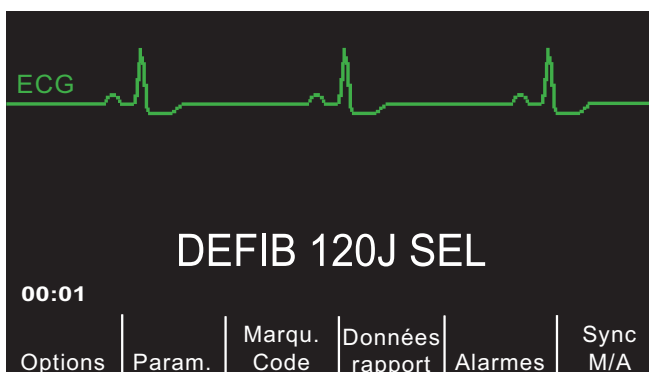 ECG
DEFIB 120J SEL
00:01
Options
Param.
Marqu.
Code
Données
rapport
Alarmes
Sync
M/A